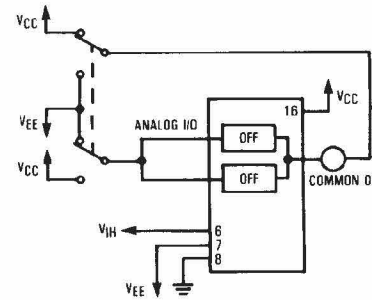 VCC
VEE
VCC
ANALOG I/O
OFF
OFF
16
VCC
COMMON O
VIH
6
7
8
VEE